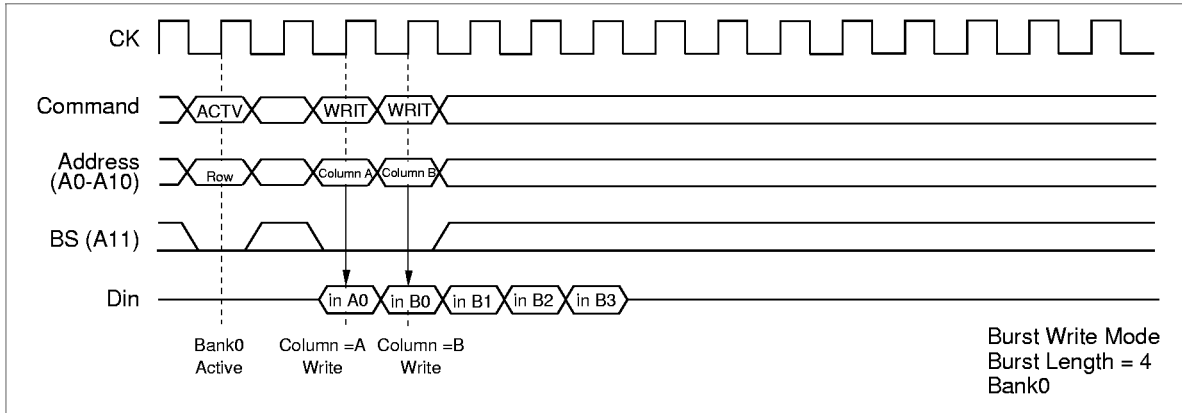 CK
Command
ACTV
WRIT
WRIT
Address
(A0-A10)
Row
Column A
Column B
BS (A11)
Din
in A0
in B0
in B1
in B2
in B3
Bank0
Active
Column =A
Write
Column =B
Write
Burst Write Mode
Burst Length = 4
Bank0